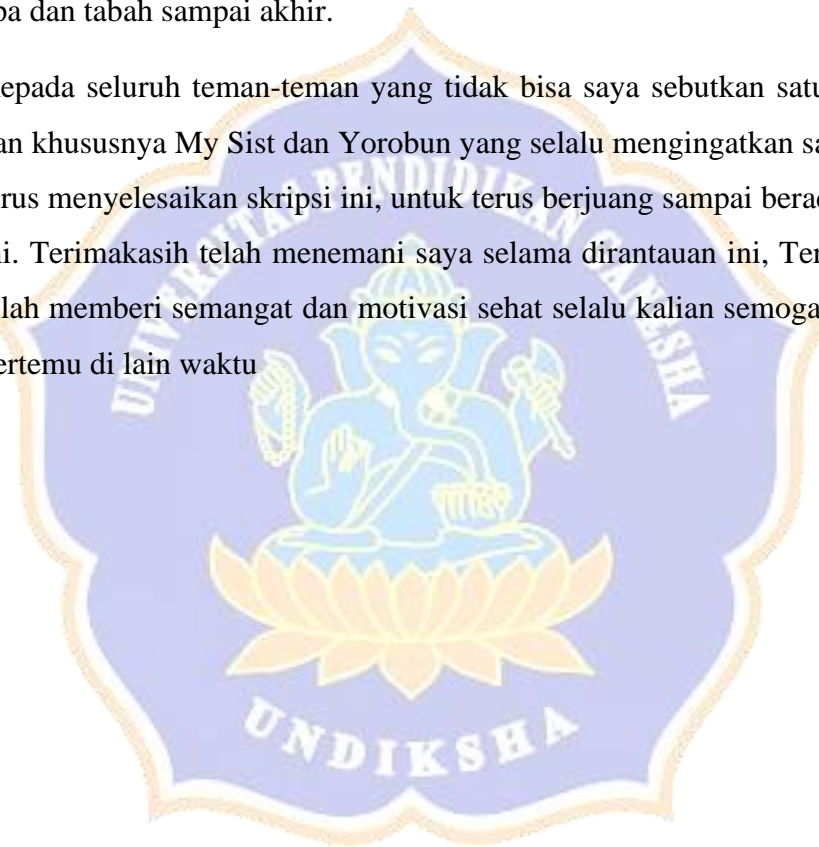 pa dan tabah sampai akhir.
epada seluruh teman-teman yang tidak bisa saya sebutkan satu
an khususnya My Sist dan Yorobun yang selalu mengingatkan sa
rus menyelesaikan skripsi ini, untuk terus berjuang sampai berad
ni. Terimakasih telah menemani saya selama dirantauan ini, Ter
lah memberi semangat dan motivasi sehat selalu kalian semoga
ertemu di lain waktu
UNIVERSITAS PENDIDIKAN GANESHA
UNDIKSHA